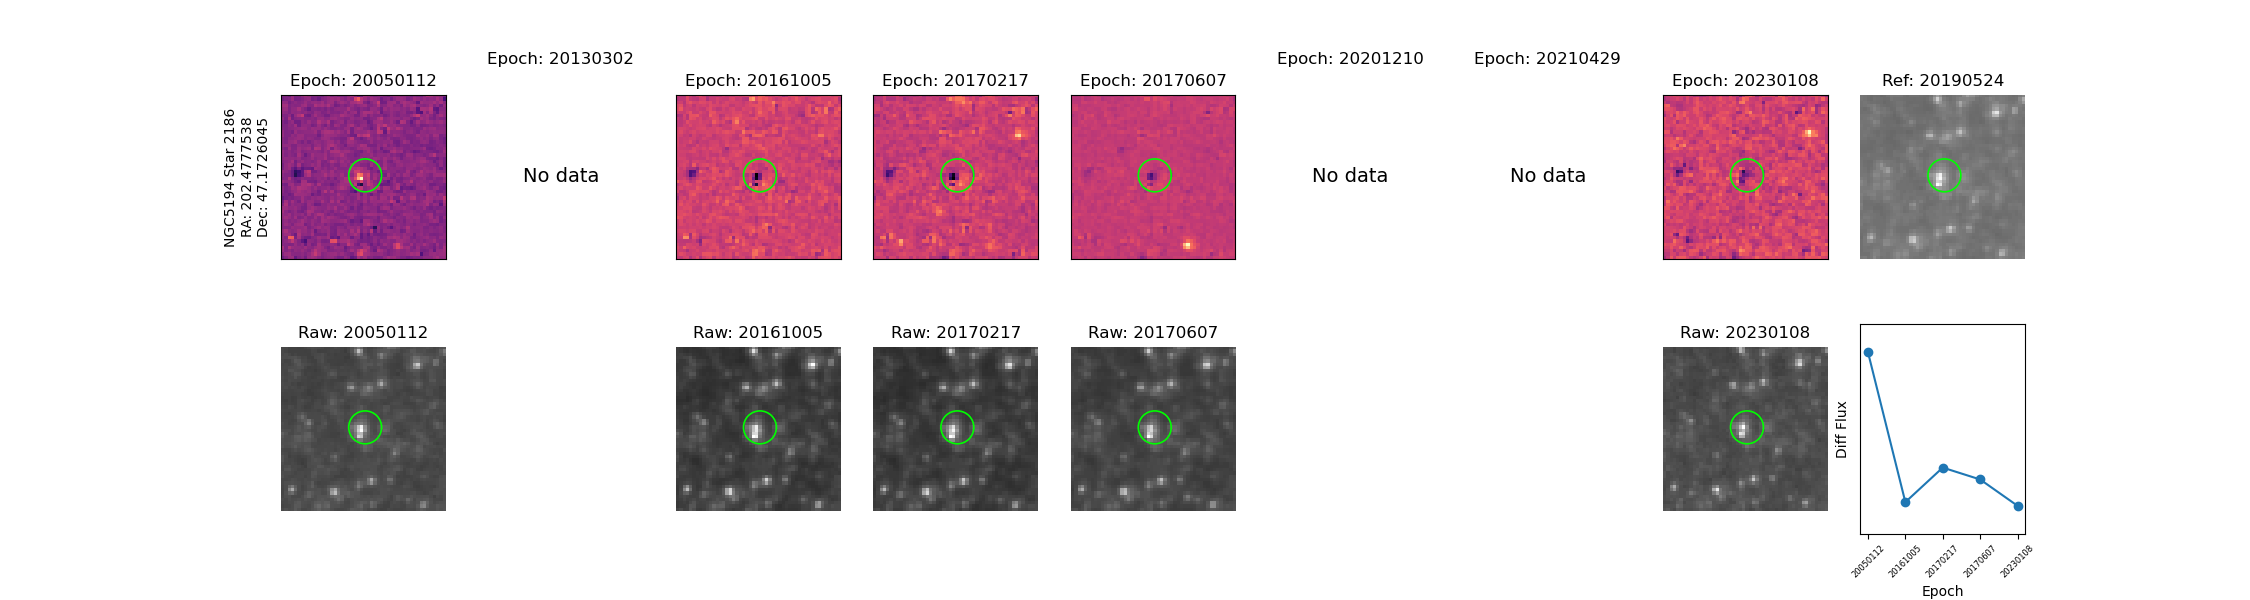 Epoch: 20130302
Epoch: 20201210
Epoch: 20210429
Epoch: 20050112
Epoch: 20161005
Epoch: 20170217
Epoch: 20170607
Epoch: 20230108
Ref: 20190524
NGC5194 Star 2186
RA: 202.4777538
Dec: 47.1726045
No data
No data
No data
Raw: 20050112
Raw: 20161005
Raw: 20170217
Raw: 20170607
Raw: 20230108
Diff Flux
20050112
20161005
20170217
20170607
20230108
Epoch